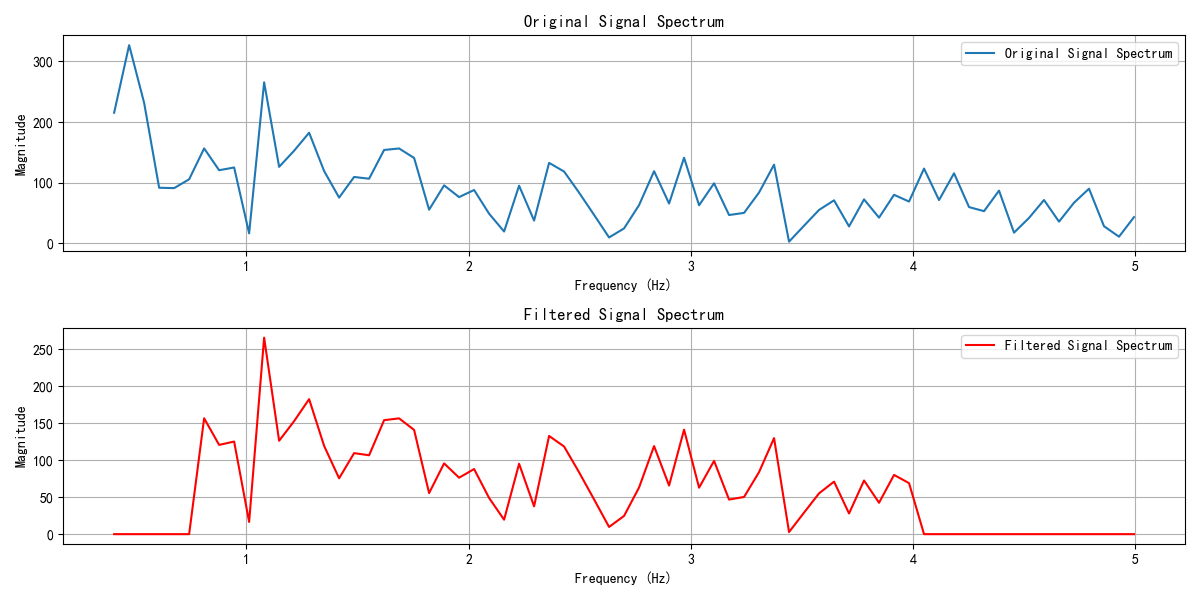 Original Signal Spectrum
Original Signal Spectrum
300
200
100
0
Magnitude
1 2 3 4 5
Frequency (Hz)
Filtered Signal Spectrum
Filtered Signal Spectrum
250
200
150
100
50
0
Magnitude
1 2 3 4 5
Frequency (Hz)